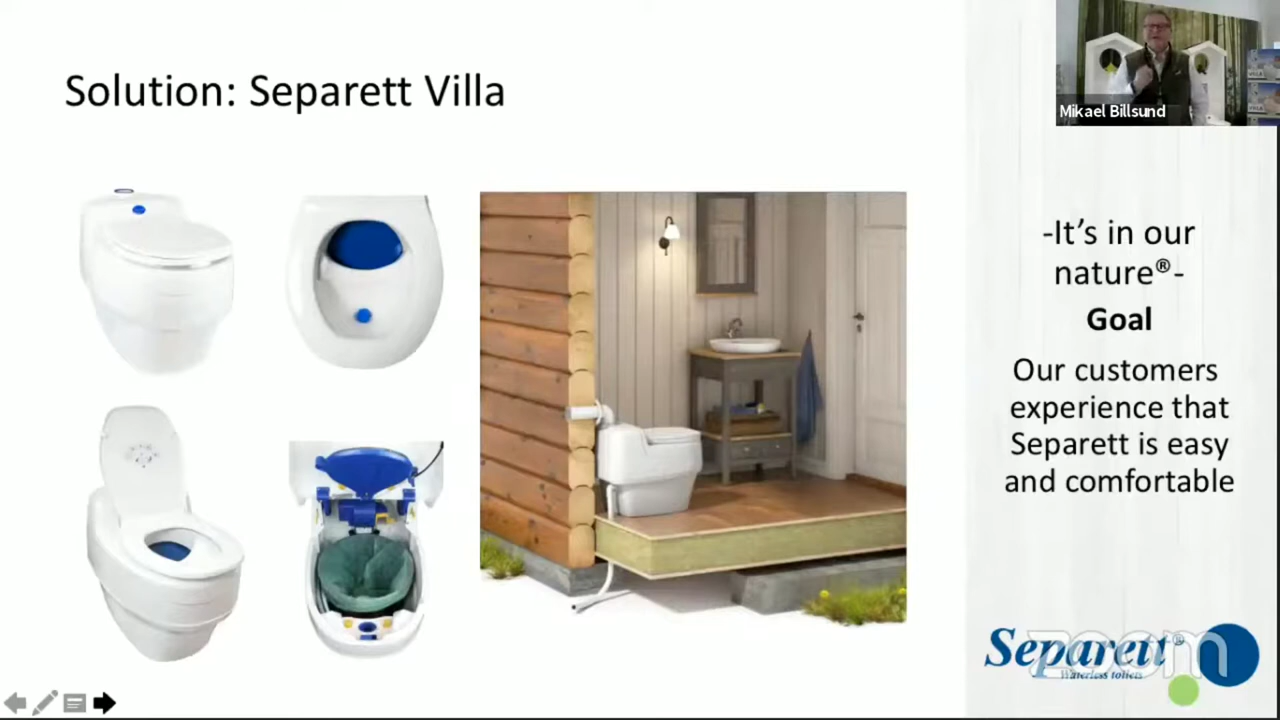 Solution: Separett Villa
Mikael Billsund
-It's in our
nature®-
Goal
Our customers
experience that
Separett is easy
and comfortable
Separett®
Waterless toilets
zoom